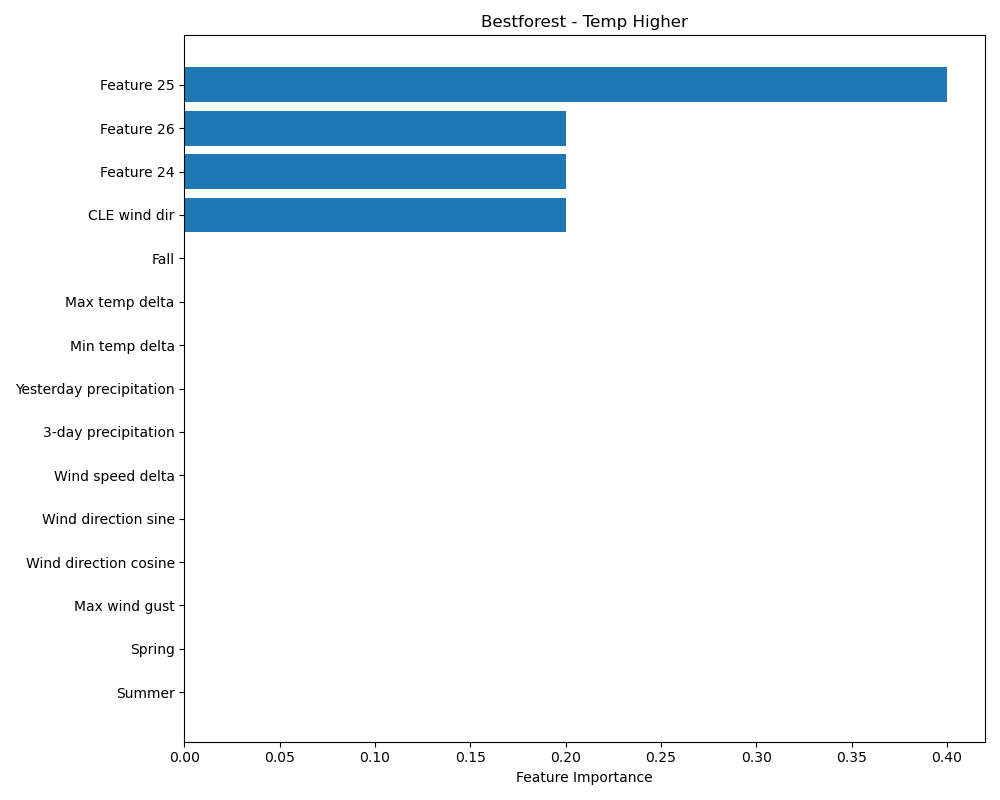 Bestforest - Temp Higher
Feature 25
Feature 26
Feature 24
CLE wind dir
Fall
Max temp delta
Min temp delta
Yesterday precipitation
3-day precipitation
Wind speed delta
Wind direction sine
Wind direction cosine
Max wind gust
Spring
Summer
0.00 0.05 0.10 0.15 0.20 0.25 0.30 0.35 0.40
Feature Importance